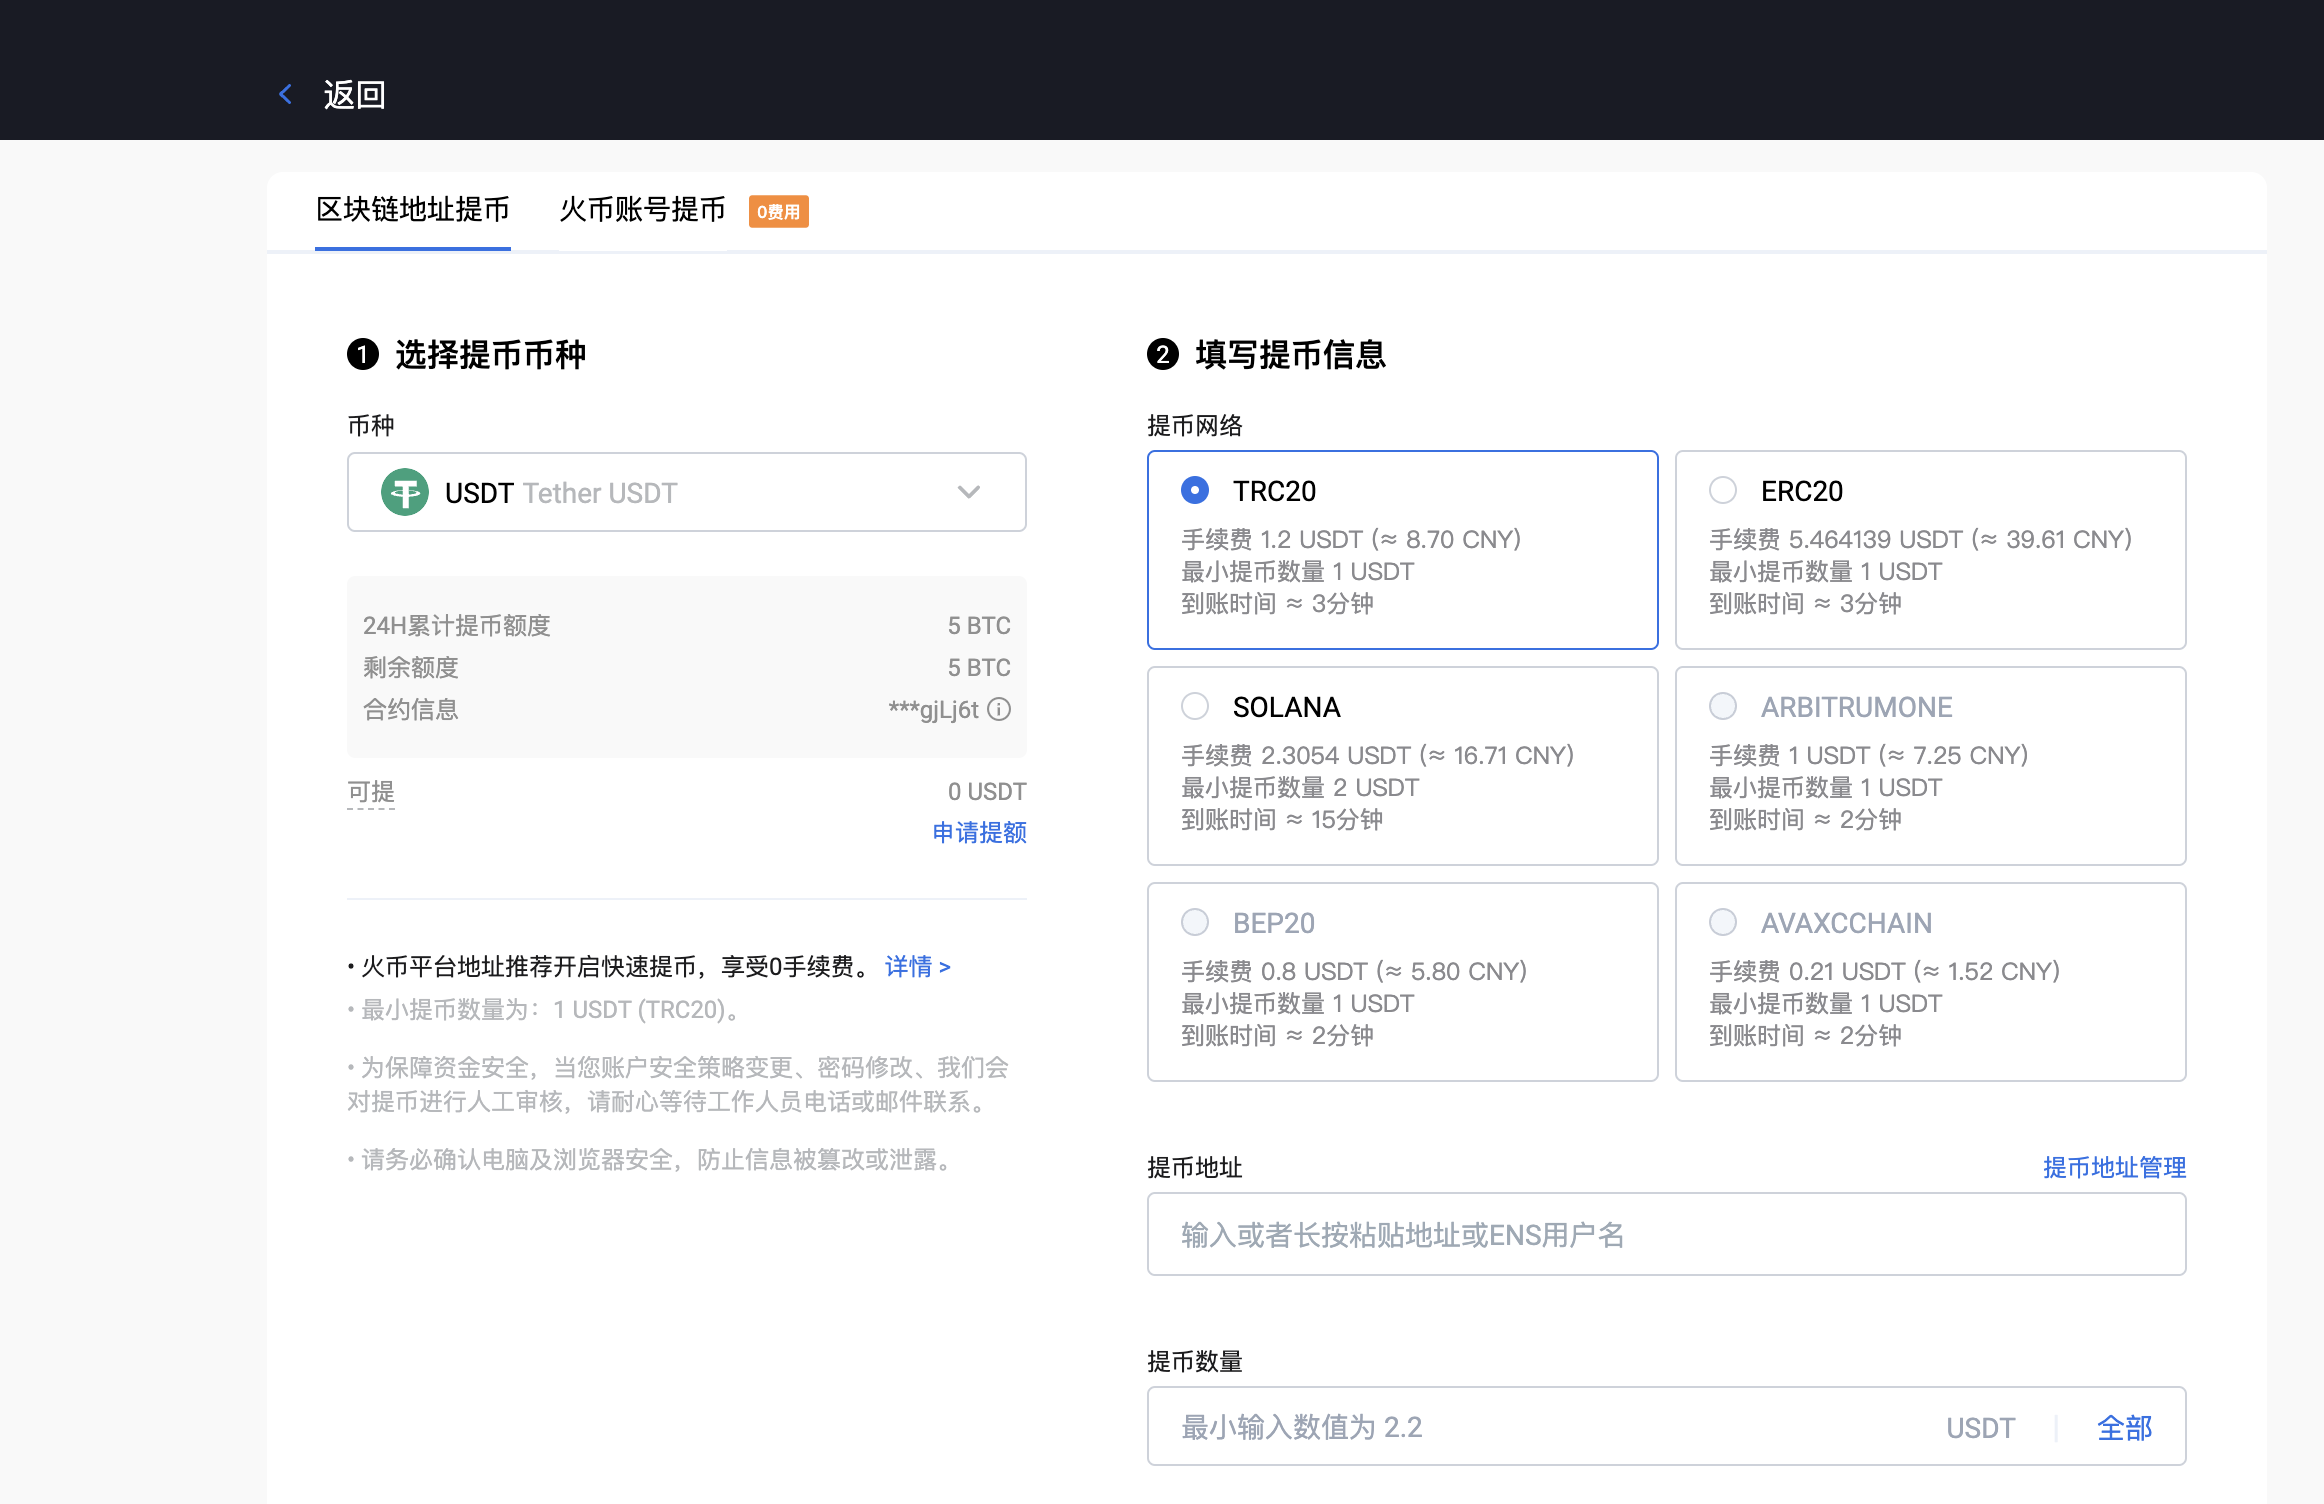 返回
区块链地址提币
火币账号提币
0费用
1 选择提币币种
币种
USDT Tether USDT
24H累计提币额度 5 BTC
剩余额度 5 BTC
合约信息 ***gjLj6t
可提 0 USDT
申请提额
• 火币平台地址推荐开启快速提币，享受0手续费。 详情 >
• 最小提币数量为：1 USDT (TRC20)。
• 为保障资金安全，当您账户安全策略变更、密码修改、我们会
对提币进行人工审核，请耐心等待工作人员电话或邮件联系。
• 请务必确认电脑及浏览器安全，防止信息被篡改或泄露。
2 填写提币信息
提币网络
TRC20
手续费 1.2 USDT (≈ 8.70 CNY)
最小提币数量 1 USDT
到账时间 ≈ 3分钟
ERC20
手续费 5.464139 USDT (≈ 39.61 CNY)
最小提币数量 1 USDT
到账时间 ≈ 3分钟
SOLANA
手续费 2.3054 USDT (≈ 16.71 CNY)
最小提币数量 2 USDT
到账时间 ≈ 15分钟
ARBITRUMONE
手续费 1 USDT (≈ 7.25 CNY)
最小提币数量 1 USDT
到账时间 ≈ 2分钟
BEP20
手续费 0.8 USDT (≈ 5.80 CNY)
最小提币数量 1 USDT
到账时间 ≈ 2分钟
AVAXCCHAIN
手续费 0.21 USDT (≈ 1.52 CNY)
最小提币数量 1 USDT
到账时间 ≈ 2分钟
提币地址 提币地址管理
输入或者长按粘贴地址或ENS用户名
提币数量
最小输入数值为 2.2 USDT 全部